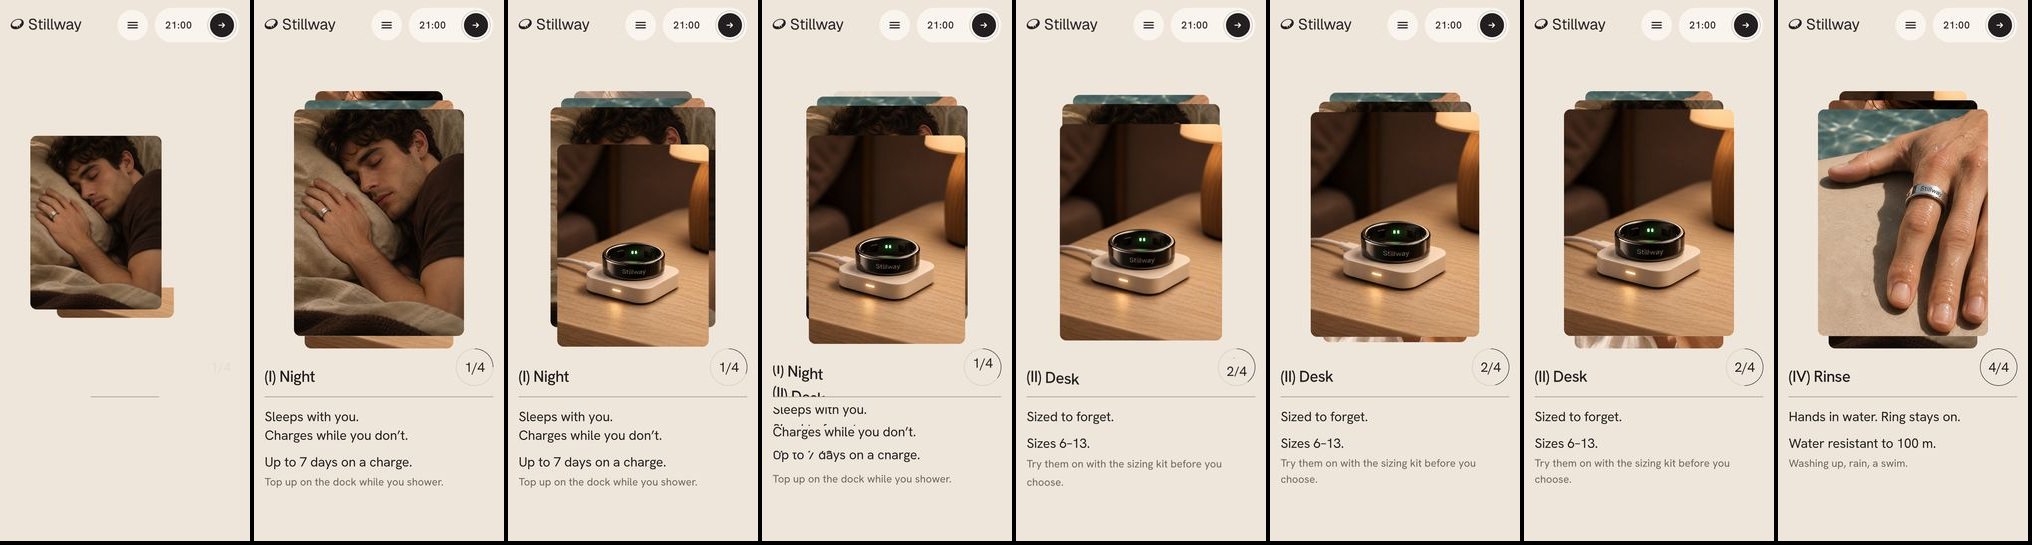 Stillway
21:00
1/4
Stillway
21:00
(I) Night
1/4
Sleeps with you.
Charges while you don’t.
Up to 7 days on a charge.
Top up on the dock while you shower.
Stillway
21:00
Stillway
(I) Night
1/4
Sleeps with you.
Charges while you don’t.
Up to 7 days on a charge.
Top up on the dock while you shower.
Stillway
21:00
Stillway
(I) Night
1/4
(II) Desk
Sleeps with you.
Charges while you don’t.
Up to 7 days on a charge.
Top up on the dock while you shower.
Stillway
21:00
Stillway
(II) Desk
2/4
Sized to forget.
Sizes 6–13.
Try them on with the sizing kit before you
choose.
Stillway
21:00
Stillway
(II) Desk
2/4
Sized to forget.
Sizes 6–13.
Try them on with the sizing kit before you
choose.
Stillway
21:00
Stillway
(II) Desk
2/4
Sized to forget.
Sizes 6–13.
Try them on with the sizing kit before you
choose.
Stillway
21:00
Stillway
(IV) Rinse
4/4
Hands in water. Ring stays on.
Water resistant to 100 m.
Washing up, rain, a swim.